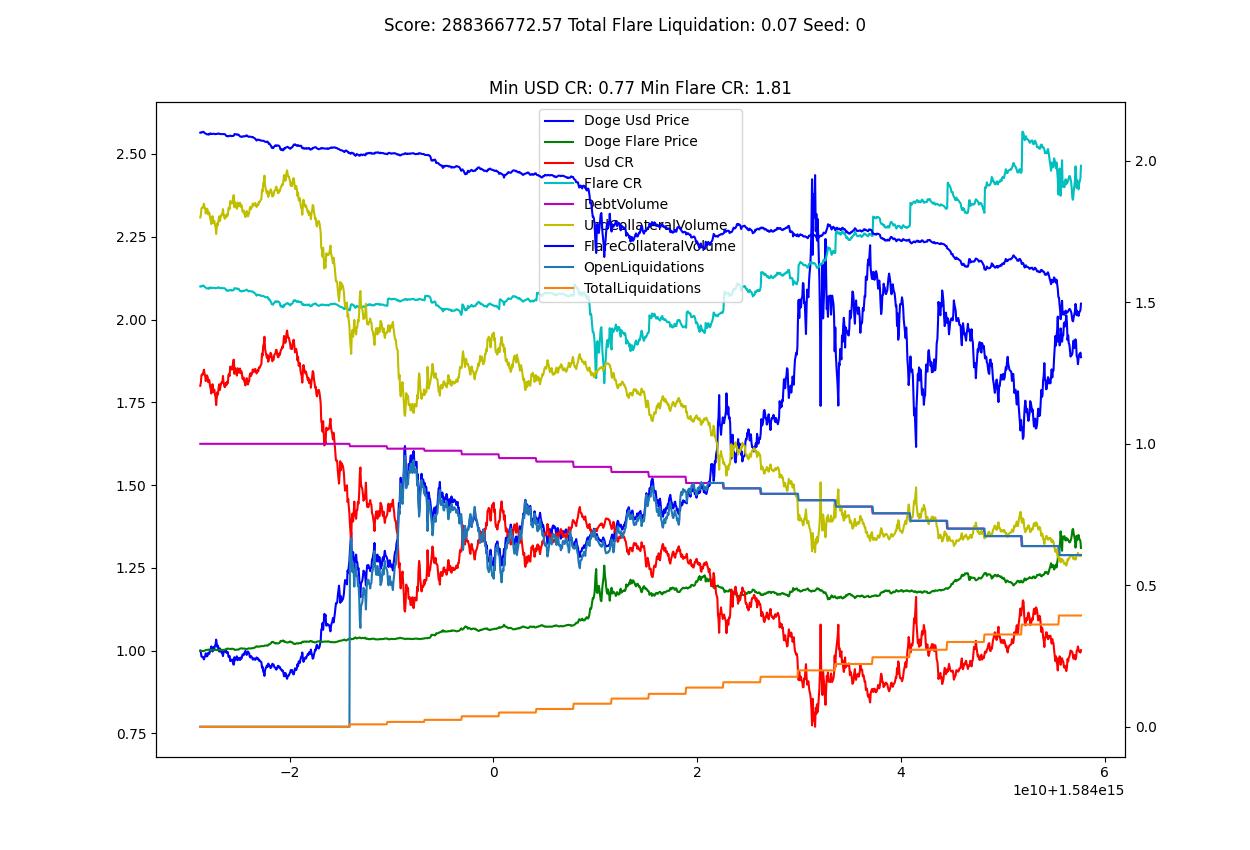 Score: 288366772.57 Total Flare Liquidation: 0.07 Seed: 0
Min USD CR: 0.77 Min Flare CR: 1.81
Doge Usd Price
Doge Flare Price
Usd CR
Flare CR
DebtVolume
UsdCollateralVolume
FlareCollateralVolume
OpenLiquidations
TotalLiquidations
2.50
2.25
2.00
1.75
1.50
1.25
1.00
0.75
2.0
1.5
1.0
0.5
0.0
−2
0
2
4
6
1e10+1.584e15